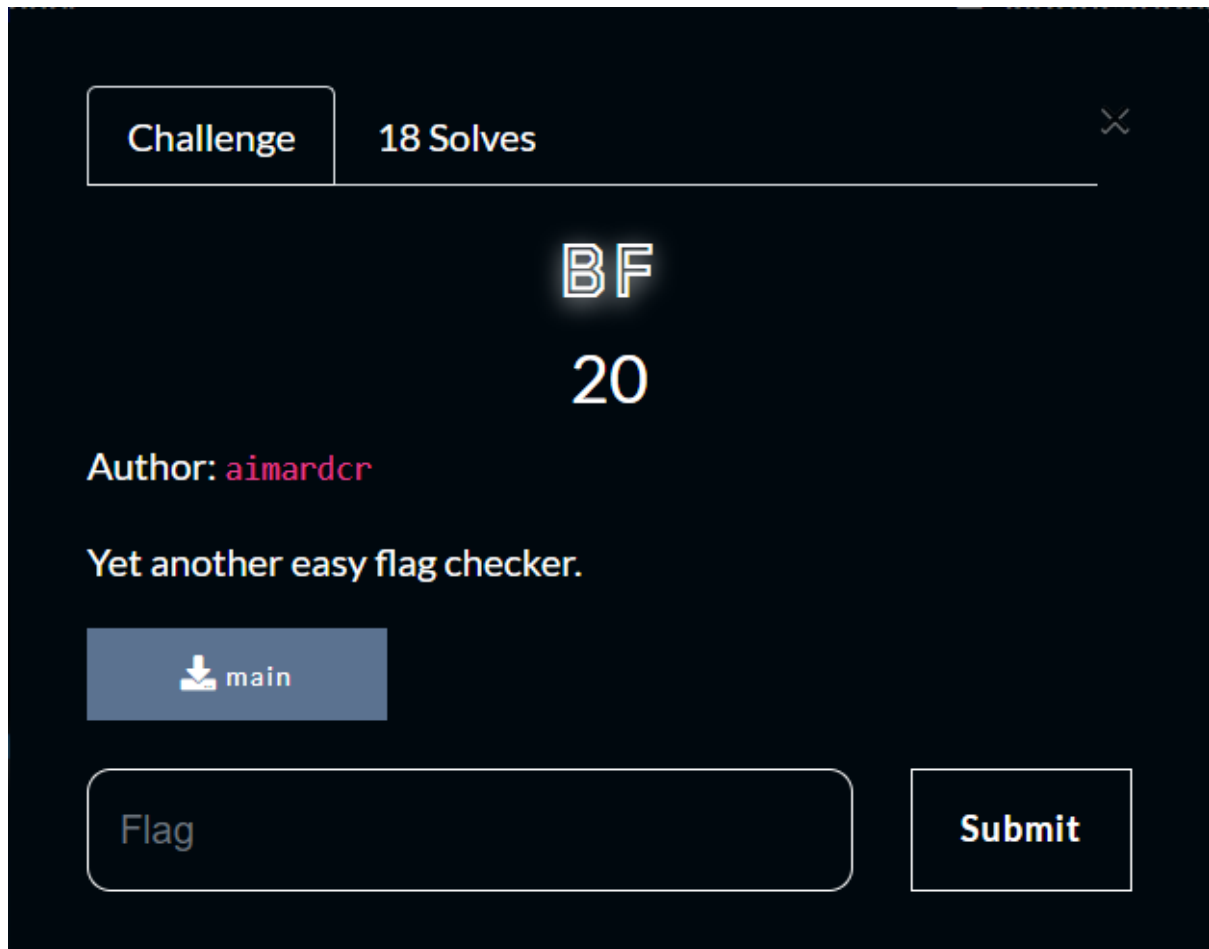 Challenge
18 Solves
BF
20
Author: aimardcr
Yet another easy flag checker.
main
Flag
Submit